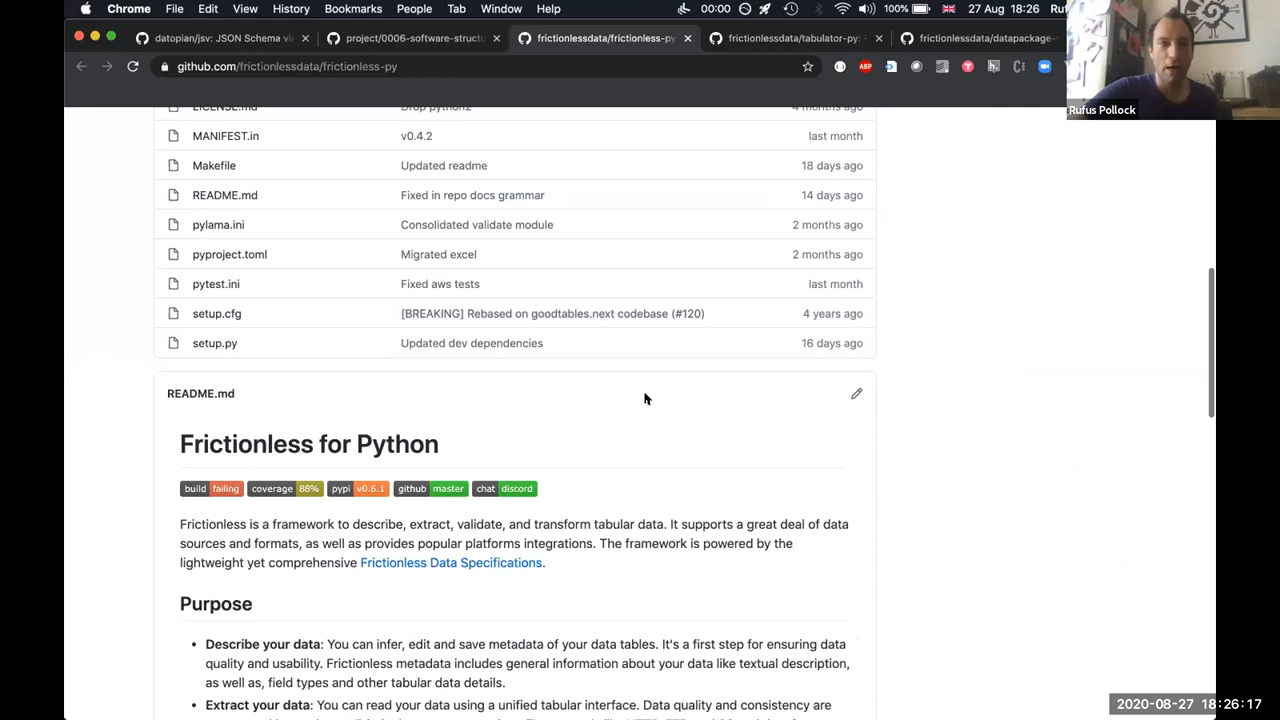 Chrome File Edit View History Bookmarks People Tab Window Help 00:00 100% 27 Aug 18:26
datopian/jsv: JSON Schema
frictionlessdata/frictionless-py
frictionlessdata/tabulator-py:
frictionlessdata/datapackage-
github.com/frictionlessdata/frictionless-py
ABP
Rufus Pollock
LICENSE.md Drop python2 4 months ago
MANIFEST.in v0.4.2 last month
Makefile Updated readme 18 days ago
README.md Fixed in repo docs grammar 14 days ago
pylama.ini Consolidated validate module 2 months ago
pyproject.toml Migrated excel 2 months ago
pytest.ini Fixed aws tests last month
setup.cfg [BREAKING] Rebased on goodtables.next codebase (#120) 4 years ago
setup.py Updated dev dependencies 16 days ago
README.md
Frictionless for Python
build failing coverage 88% pypi v0.6.1 github master chat discord
Frictionless is a framework to describe, extract, validate, and transform tabular data. It supports a great deal of data
sources and formats, as well as provides popular platforms integrations. The framework is powered by the
lightweight yet comprehensive Frictionless Data Specifications.
Purpose
• Describe your data: You can infer, edit and save metadata of your data tables. It's a first step for ensuring data
quality and usability. Frictionless metadata includes general information about your data like textual description,
as well as, field types and other tabular data details.
• Extract your data: You can read your data using a unified tabular interface. Data quality and consistency are
2020-08-27 18:26:17